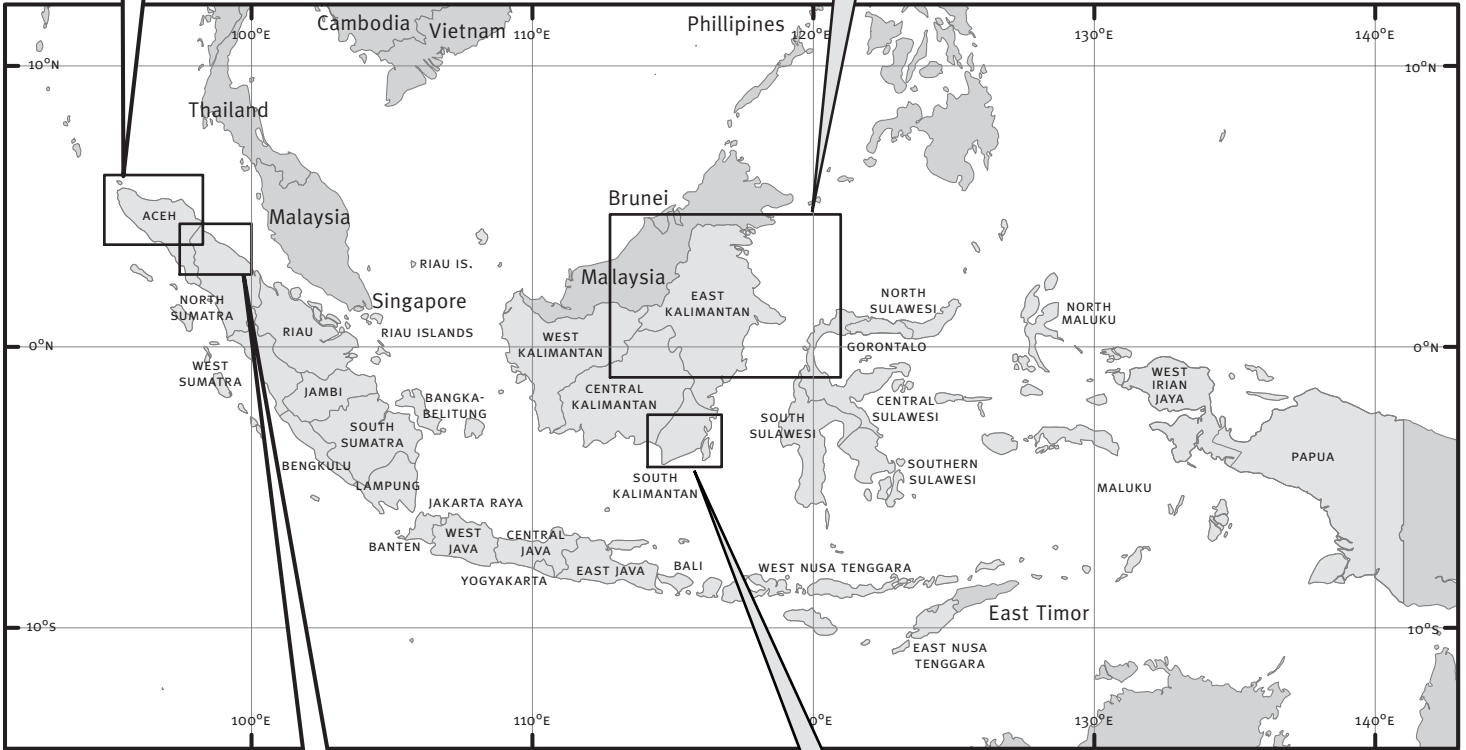 Cambodia
Vietnam
Phillipines
100°E
110°E
120°E
130°E
140°E
10°N
10°N
Thailand
Brunei
ACEH
Malaysia
RIAU IS.
Malaysia
Singapore
EAST
KALIMANTAN
NORTH
SULAWESI
NORTH
MALUKU
NORTH
SUMATRA
RIAU
RIAU ISLANDS
WEST
KALIMANTAN
0°N
GORONTALO
0°N
WEST
SUMATRA
JAMBI
BANGKA-
BELITUNG
CENTRAL
KALIMANTAN
WEST
IRIAN
JAYA
CENTRAL
SULAWESI
SOUTH
SUMATRA
SOUTH
SULAWESI
PAPUA
BENGKULU
LAMPUNG
SOUTHERN
SULAWESI
SOUTH
KALIMANTAN
MALUKU
JAKARTA RAYA
BANTEN
WEST
JAVA
CENTRAL
JAVA
YOGYAKARTA
EAST JAVA
BALI
WEST NUSA TENGGARA
East Timor
10°S
10°S
EAST NUSA
TENGGARA
100°E
110°E
0°E
130°E
140°E